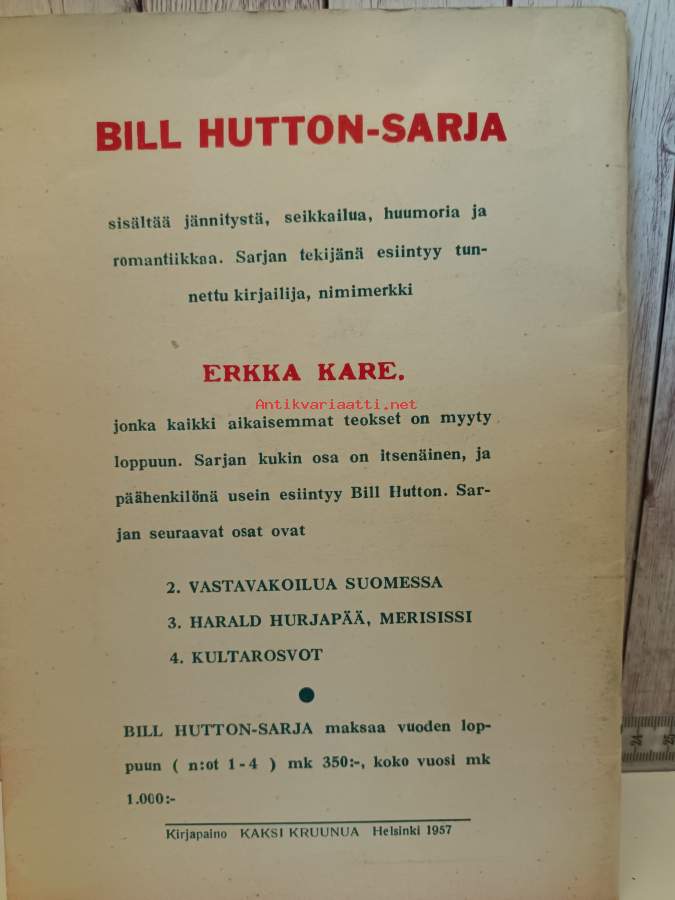 BILL HUTTON-SARJA
sisältää jännitystä, seikkailua, huumoria ja
romantiikkaa. Sarjan tekijänä esiintyy tun-
nettu kirjailija, nimimerkki
ERKKA KARE.
Antikvariaatti.net
jonka kaikki aikaisemmat teokset on myyty
loppuun. Sarjan kukin osa on itsenäinen, ja
päähenkilönä usein esiintyy Bill Hutton. Sar-
jan seuraavat osat ovat
2. VASTAVAKOILUA SUOMESSA
3. HARALD HURJAPÄÄ, MERISISSI
4. KULTAROSVOT
BILL HUTTON-SARJA maksaa vuoden lop-
puun ( n:ot 1-4 ) mk 350:-, koko vuosi mk
1.000:-
Kirjapaino KAKSI KRUUNUA Helsinki 1957
24 25